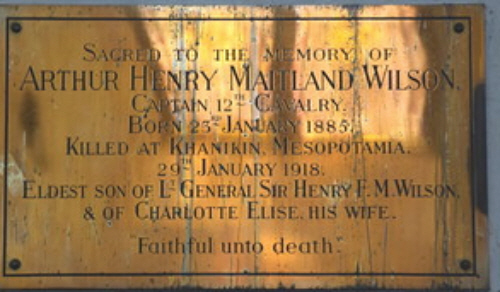 SACRED TO THE MEMORY OF
ARTHUR HENRY MAITLAND WILSON.
CAPTAIN 12TH CAVALRY.
BORN 23RD JANUARY 1885.
KILLED AT KHANIKIN, MESOPOTAMIA.
29TH JANUARY 1918.
ELDEST SON OF LT GENERAL SIR HENRY F. M. WILSON,
& OF CHARLOTTE ELISE, HIS WIFE.
"Faithful unto death."